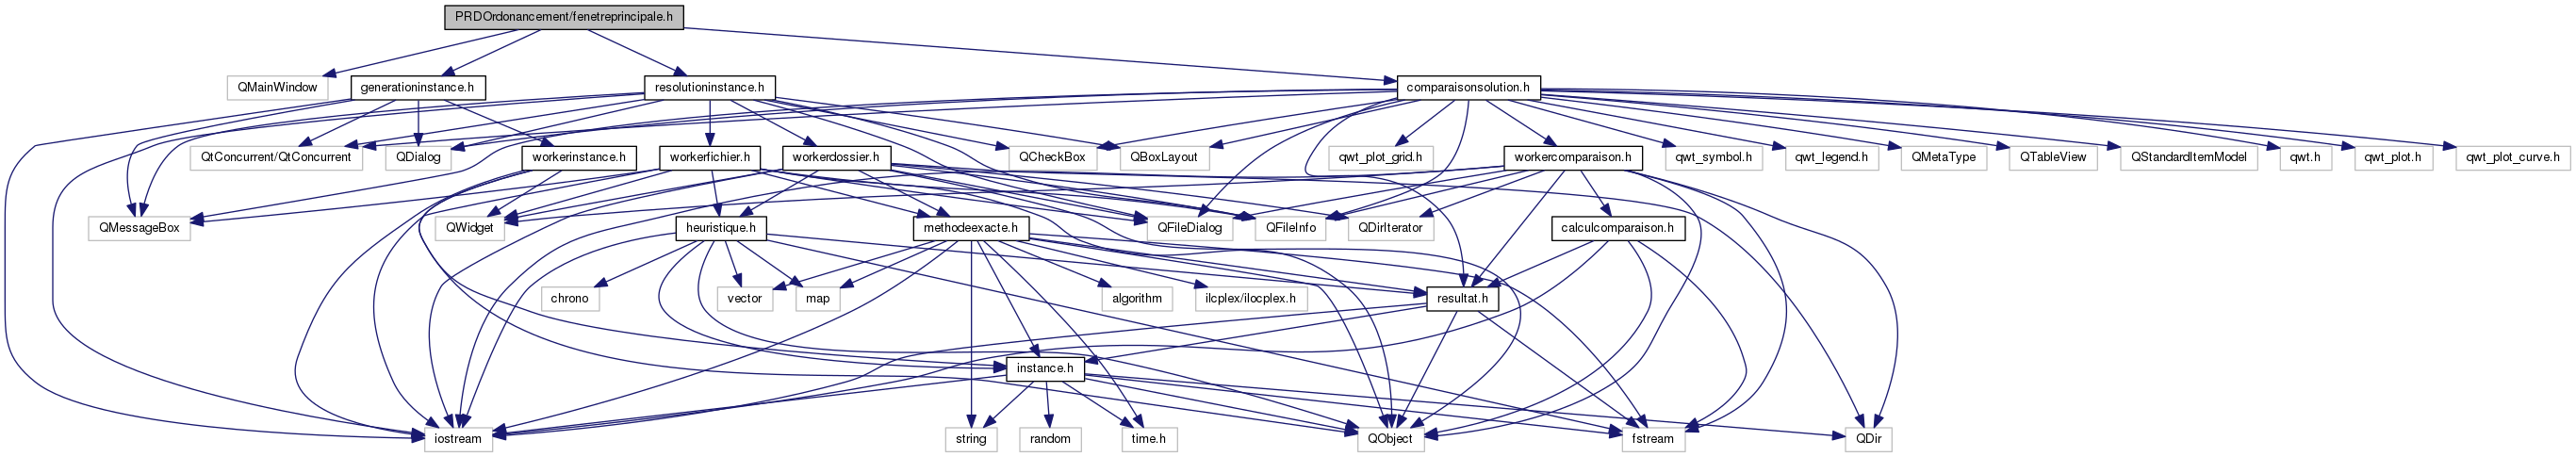 PRDOrdonancement/fenetreprincipale.h
QMainWindow
generationinstance.h
resolutioninstance.h
comparaisonsolution.h
QtConcurrent/QtConcurrent
QDialog
workerinstance.h
workerfichier.h
workerdossier.h
QCheckBox
QBoxLayout
qwt_plot_grid.h
workercomparaison.h
qwt_symbol.h
qwt_legend.h
QMetaType
QTableView
QStandardItemModel
qwt.h
qwt_plot.h
qwt_plot_curve.h
QMessageBox
QWidget
heuristique.h
methodeexacte.h
QFileDialog
QFileInfo
QDirIterator
calculcomparaison.h
chrono
vector
map
algorithm
ilcplex/ilocplex.h
resultat.h
instance.h
iostream
string
random
time.h
QObject
fstream
QDir